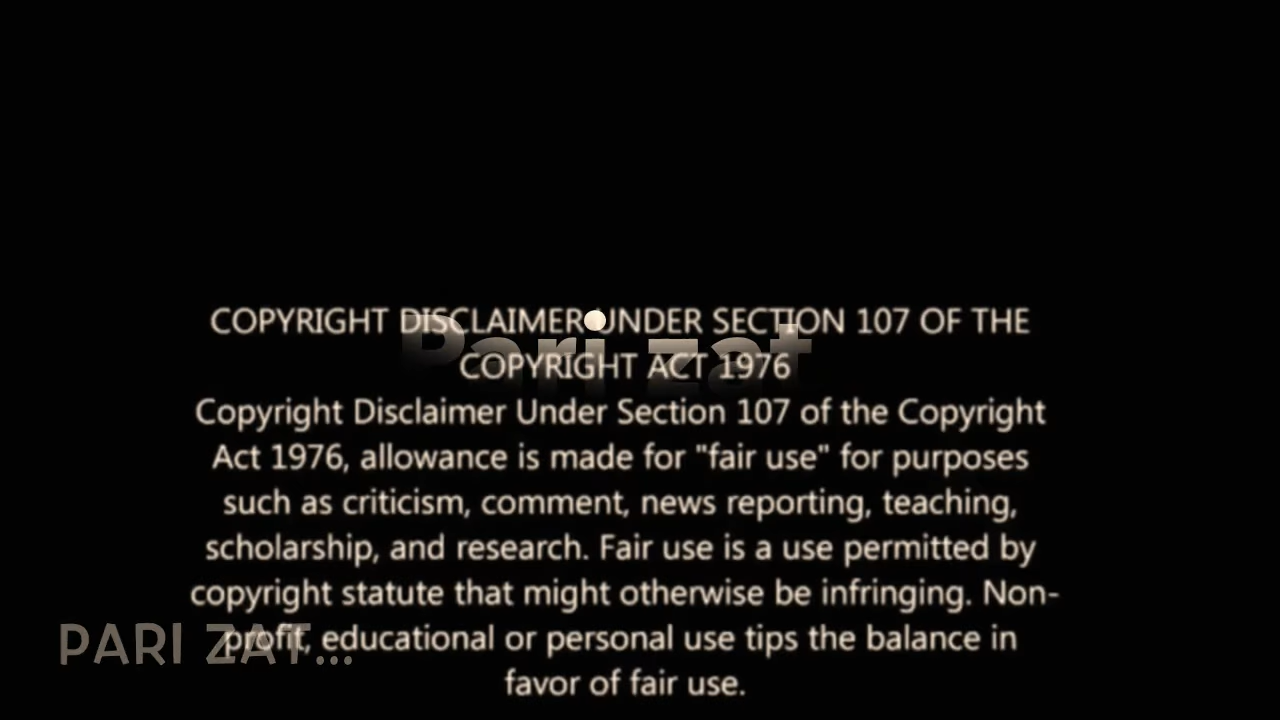 COPYRIGHT DISCLAIMER UNDER SECTION 107 OF THE
COPYRIGHT ACT 1976
Pari zat
Copyright Disclaimer Under Section 107 of the Copyright
Act 1976, allowance is made for "fair use" for purposes
such as criticism, comment, news reporting, teaching,
scholarship, and research. Fair use is a use permitted by
copyright statute that might otherwise be infringing. Non-
profit, educational or personal use tips the balance in
favor of fair use.
PARI ZAT...